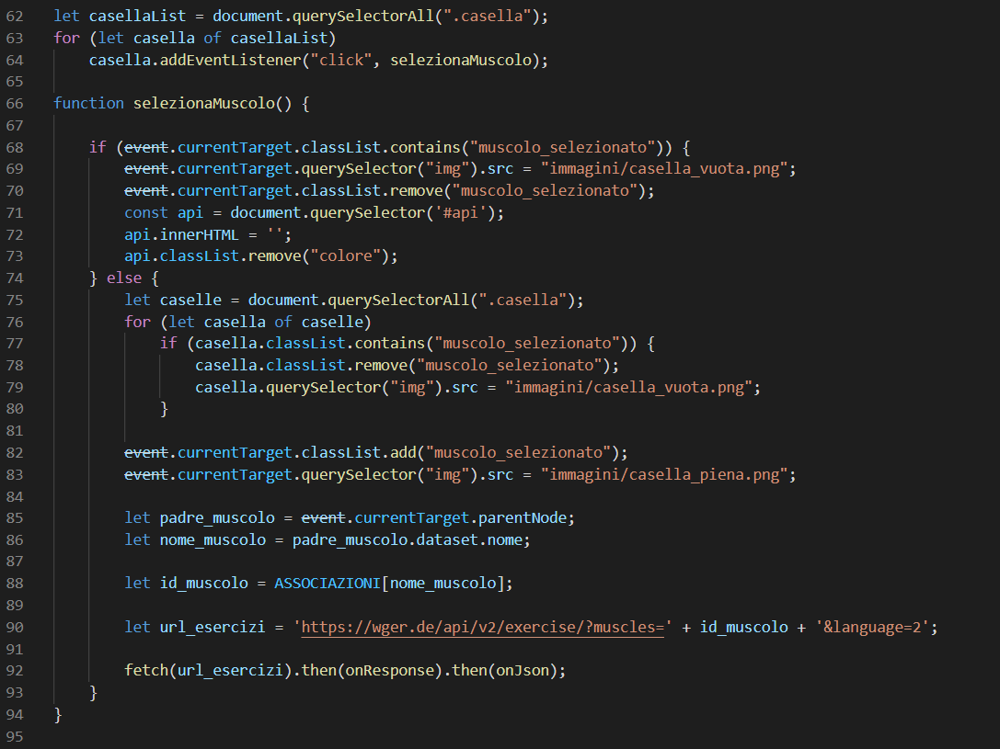 62 let casellaList = document.querySelectorAll(".casella");
63 for (let casella of casellaList)
64     casella.addEventListener("click", selezionaMuscolo);
65
66 function selezionaMuscolo() {
67
68     if (event.currentTarget.classList.contains("muscolo_selezionato")) {
69         event.currentTarget.querySelector("img").src = "immagini/casella_vuota.png";
70         event.currentTarget.classList.remove("muscolo_selezionato");
71         const api = document.querySelector('#api');
72         api.innerHTML = '';
73         api.classList.remove("colore");
74     } else {
75         let caselle = document.querySelectorAll(".casella");
76         for (let casella of caselle)
77             if (casella.classList.contains("muscolo_selezionato")) {
78                 casella.classList.remove("muscolo_selezionato");
79                 casella.querySelector("img").src = "immagini/casella_vuota.png";
80             }
81
82         event.currentTarget.classList.add("muscolo_selezionato");
83         event.currentTarget.querySelector("img").src = "immagini/casella_piena.png";
84
85         let padre_muscolo = event.currentTarget.parentNode;
86         let nome_muscolo = padre_muscolo.dataset.nome;
87
88         let id_muscolo = ASSOCIAZIONI[nome_muscolo];
89
90         let url_esercizi = 'https://wger.de/api/v2/exercise/?muscles=' + id_muscolo + '&language=2';
91
92         fetch(url_esercizi).then(onResponse).then(onJson);
93     }
94 }
95